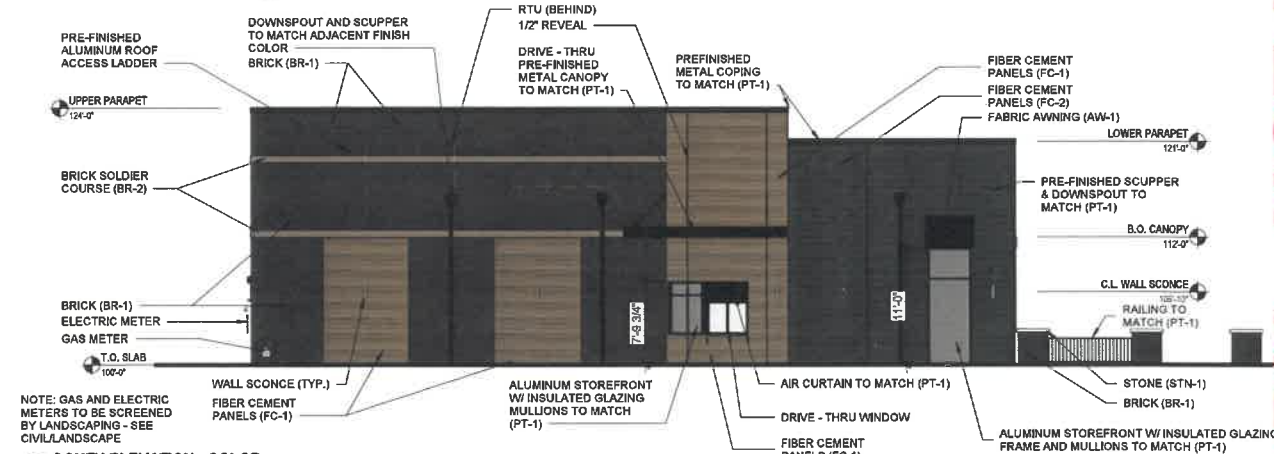 RTU (BEHIND)
1/2" REVEAL
DOWNSPOUT AND SCUPPER
TO MATCH ADJACENT FINISH
COLOR
BRICK (BR-1)
PRE-FINISHED
ALUMINUM ROOF
ACCESS LADDER
DRIVE - THRU
PRE-FINISHED
METAL CANOPY
TO MATCH (PT-1)
PREFINISHED
METAL COPING
TO MATCH (PT-1)
FIBER CEMENT
PANELS (FC-1)
FIBER CEMENT
PANELS (FC-2)
FABRIC AWNING (AW-1)
UPPER PARAPET
124'-0"
LOWER PARAPET
121'-0"
BRICK SOLDIER
COURSE (BR-2)
PRE-FINISHED SCUPPER
& DOWNSPOUT TO
MATCH (PT-1)
B.O. CANOPY
112'-0"
C.L. WALL SCONCE
RAILING TO
MATCH (PT-1)
BRICK (BR-1)
ELECTRIC METER
GAS METER
7'-9 3/4"
11'-0"
T.O. SLAB
100'-0"
WALL SCONCE (TYP.)
FIBER CEMENT
PANELS (FC-1)
ALUMINUM STOREFRONT
W/ INSULATED GLAZING
MULLIONS TO MATCH
(PT-1)
AIR CURTAIN TO MATCH (PT-1)
DRIVE - THRU WINDOW
FIBER CEMENT
STONE (STN-1)
BRICK (BR-1)
ALUMINUM STOREFRONT W/ INSULATED GLAZING
FRAME AND MULLIONS TO MATCH (PT-1)
NOTE: GAS AND ELECTRIC
METERS TO BE SCREENED
BY LANDSCAPING - SEE
CIVIL/LANDSCAPE